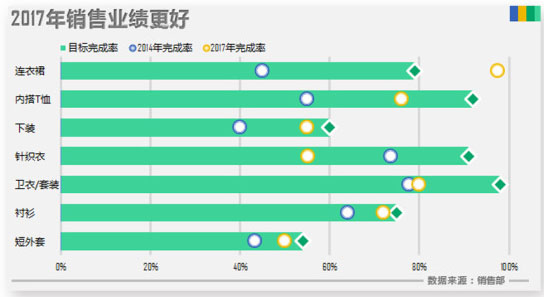 2017年销售业绩更好
目标完成率 2014年完成率 2017年完成率
连衣裙
内搭T恤
下装
针织衣
卫衣/套装
衬衫
短外套
0% 20% 40% 60% 80% 100%
数据来源：销售部